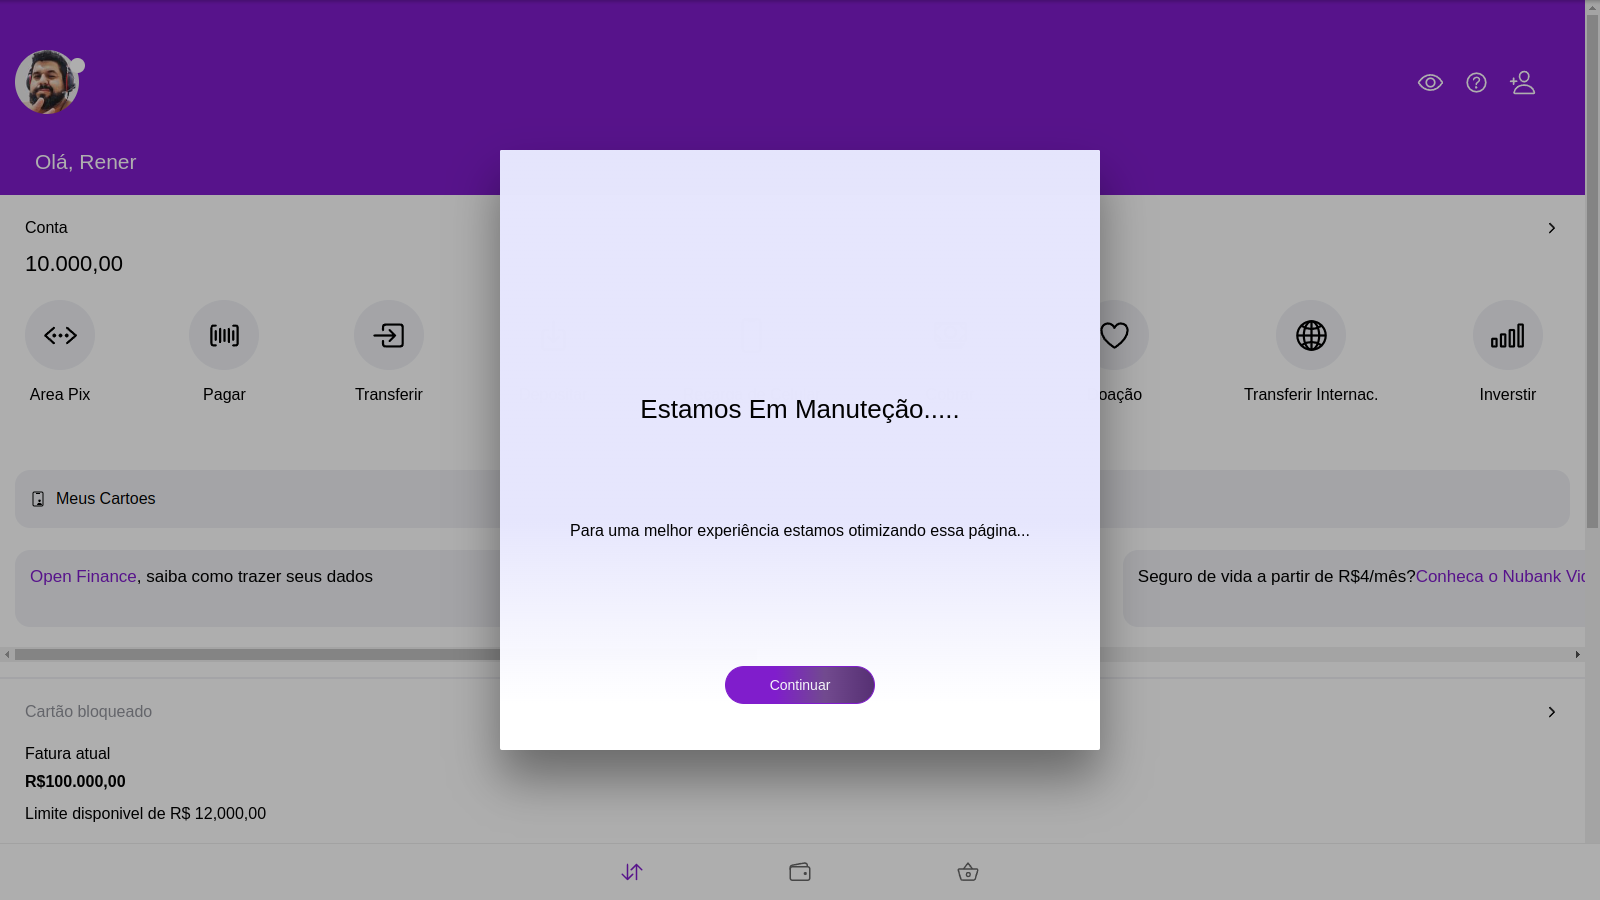 Olá, Rener
Conta
10.000,00
Area Pix
Pagar
Transferir
oação
Transferir Internac.
Inverstir
Estamos Em Manuteção.....
Meus Cartoes
Para uma melhor experiência estamos otimizando essa página...
Open Finance, saiba como trazer seus dados
Seguro de vida a partir de R$4/mês?Conheca o Nubank Vid
Continuar
Cartão bloqueado
Fatura atual
R$100.000,00
Limite disponivel de R$ 12,000,00